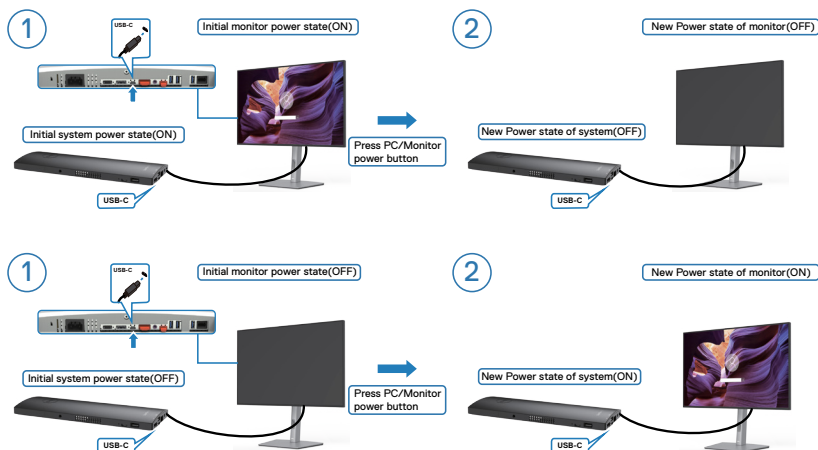 1
USB-C
Initial monitor power state(ON)
Initial system power state(ON)
USB-C
Press PC/Monitor
power button
2
New Power state of monitor(OFF)
New Power state of system(OFF)
USB-C
1
USB-C
Initial monitor power state(OFF)
Initial system power state(OFF)
USB-C
Press PC/Monitor
power button
2
New Power state of monitor(ON)
New Power state of system(ON)
USB-C